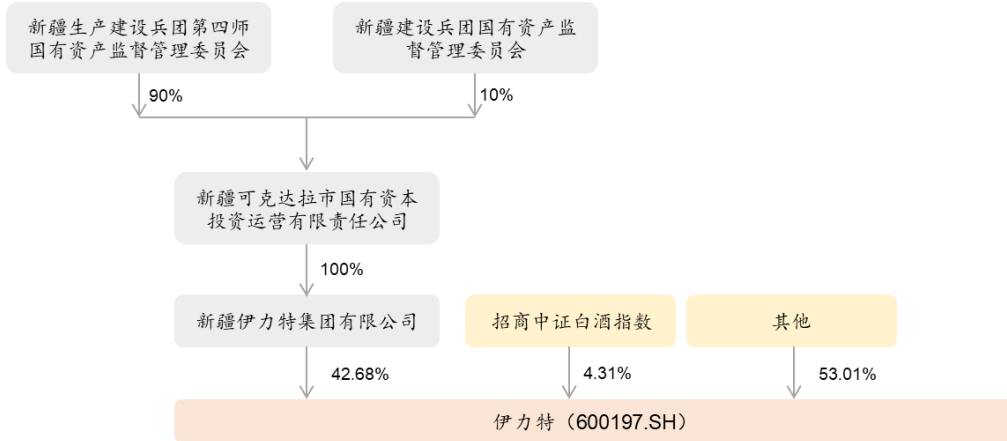 新疆生产建设兵团第四师
国有资产监督管理委员会
新疆建设兵团国有资产监
督管理委员会
90%
10%
新疆可克达拉市国有资本
投资运营有限责任公司
100%
新疆伊力特集团有限公司
招商中证白酒指数
其他
42.68%
4.31%
53.01%
伊力特（600197.SH）